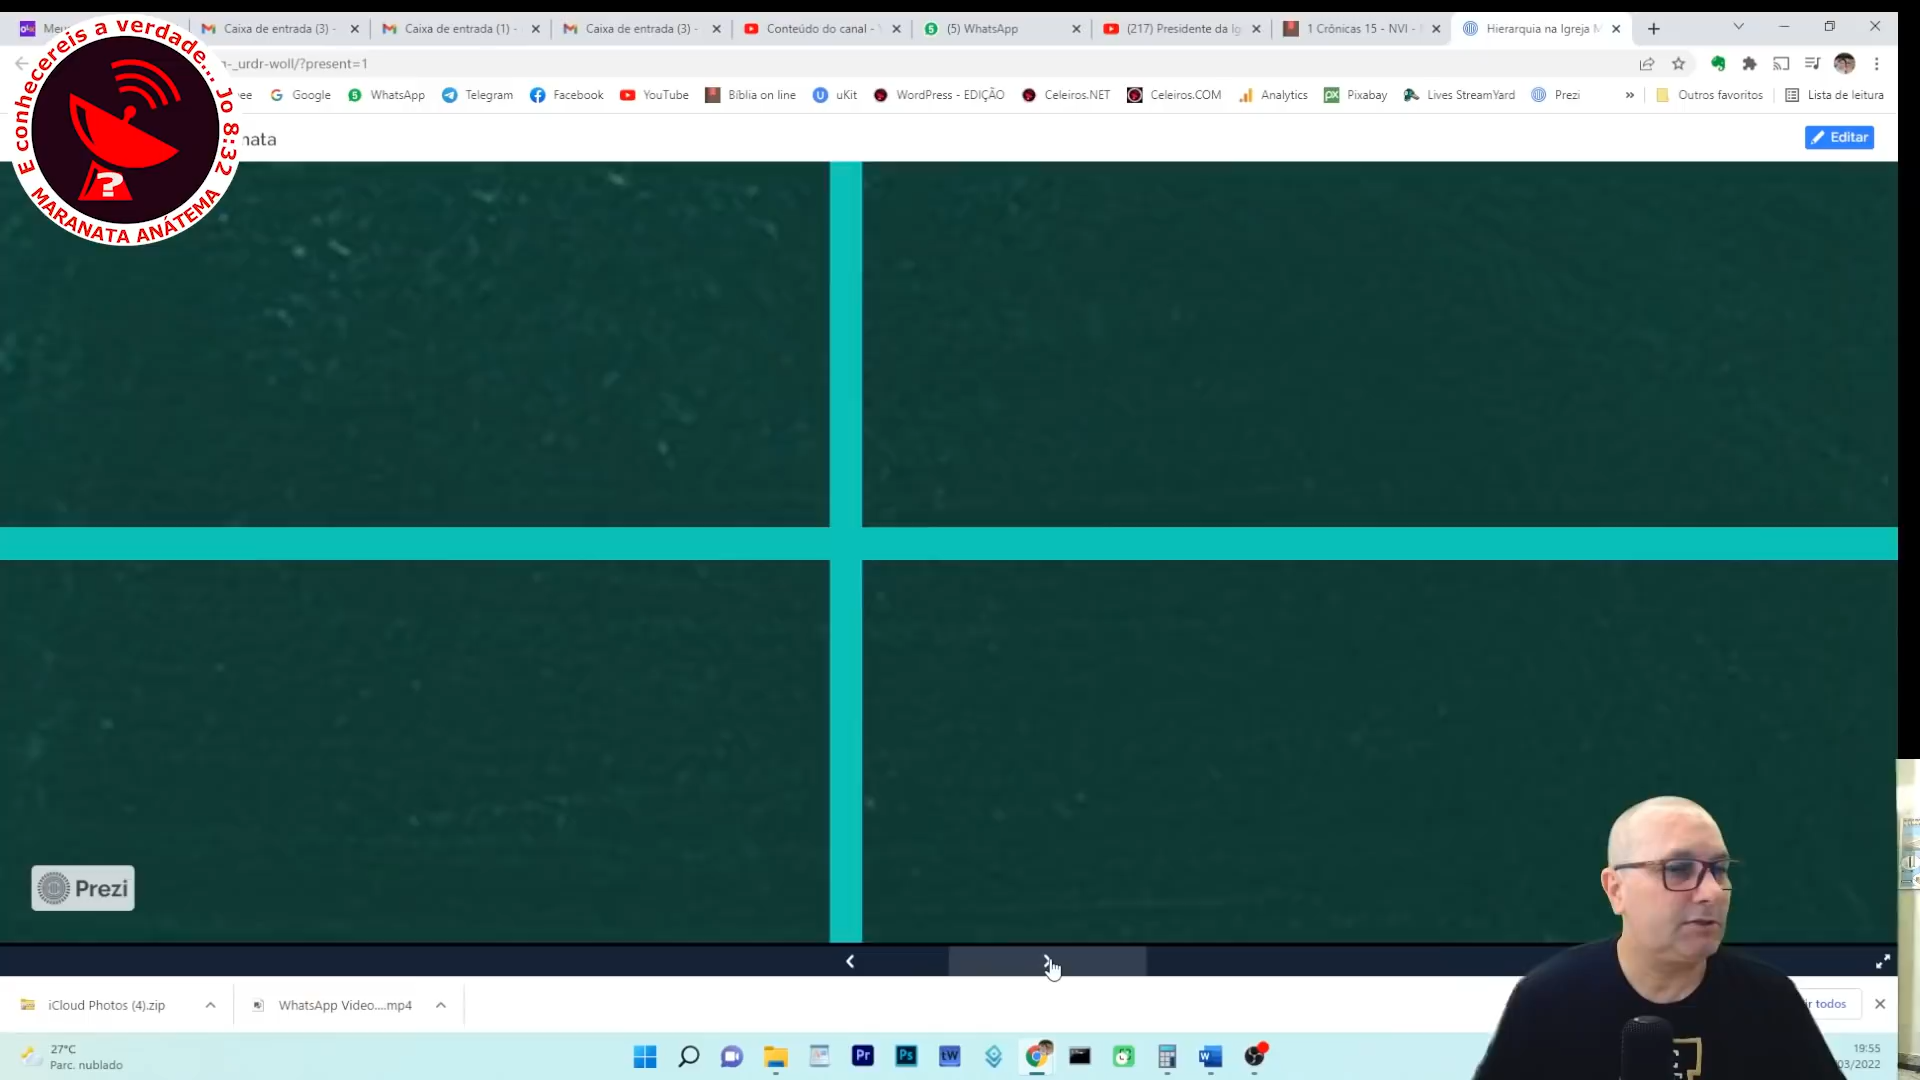 E conhecereis a verdade... Jo 8:32
MARANATA ANÁTEMA
?
Caixa de entrada (3) -
Caixa de entrada (1) -
Caixa de entrada (3) -
Conteúdo do canal -
(5) WhatsApp
(217) Presidente da Ig
1 Crônicas 15 - NVI -
Hierarquia na Igreja M
-_urdr-woll/?present=1
Google
WhatsApp
Telegram
Facebook
YouTube
Bíblia on line
uKit
WordPress - EDIÇÃO
Celeiros.NET
Celeiros.COM
Analytics
Pixabay
Lives StreamYard
Prezi
»
Outros favoritos
Lista de leitura
nata
Editar
Prezi
iCloud Photos (4).zip
WhatsApp Video....mp4
ir todos
27°C
Parc. nublado
Pr
Ps
tW
W
19:55
03/2022